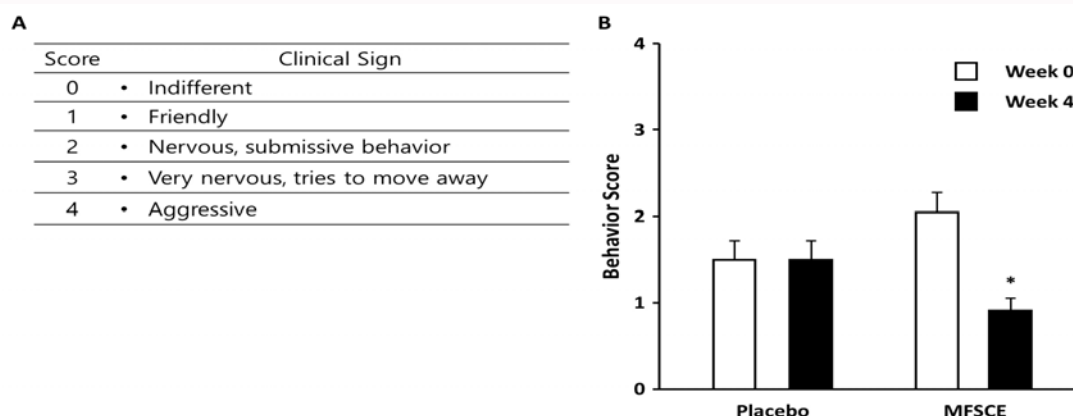 A
Score Clinical Sign
0 • Indifferent
1 • Friendly
2 • Nervous, submissive behavior
3 • Very nervous, tries to move away
4 • Aggressive
B
4
3
2
1
0
Behavior Score
Week 0
Week 4
*
Placebo MFSCE